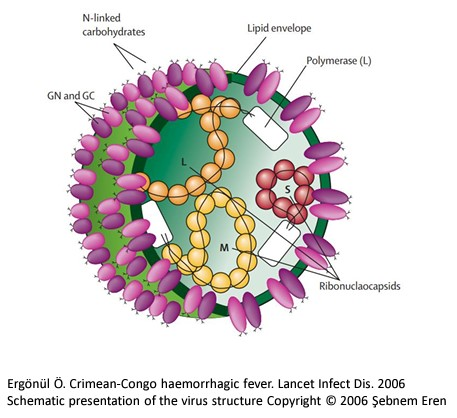 N-linked
carbohydrates
Lipid envelope
Polymerase (L)
GN and GC
L
S
M
Ribonuclaocapsids
Ergönül Ö. Crimean-Congo haemorrhagic fever. Lancet Infect Dis. 2006
Schematic presentation of the virus structure Copyright © 2006 Şebnem Eren